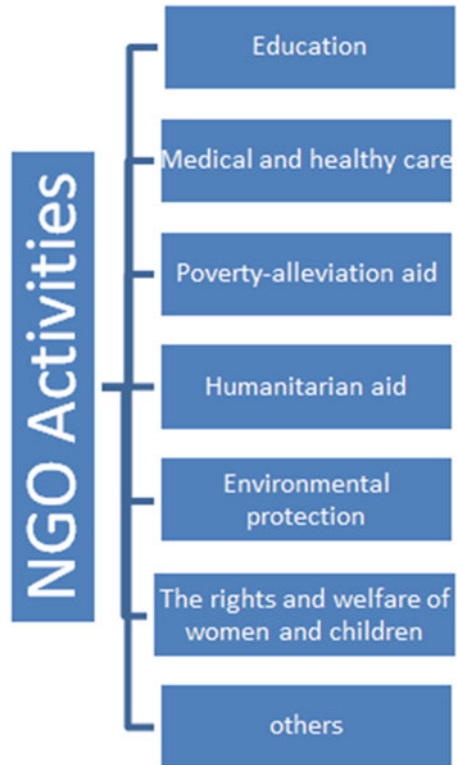 NGO Activities
Education
Medical and healthy care
Poverty-alleviation aid
Humanitarian aid
Environmental
protection
The rights and welfare of
women and children
others